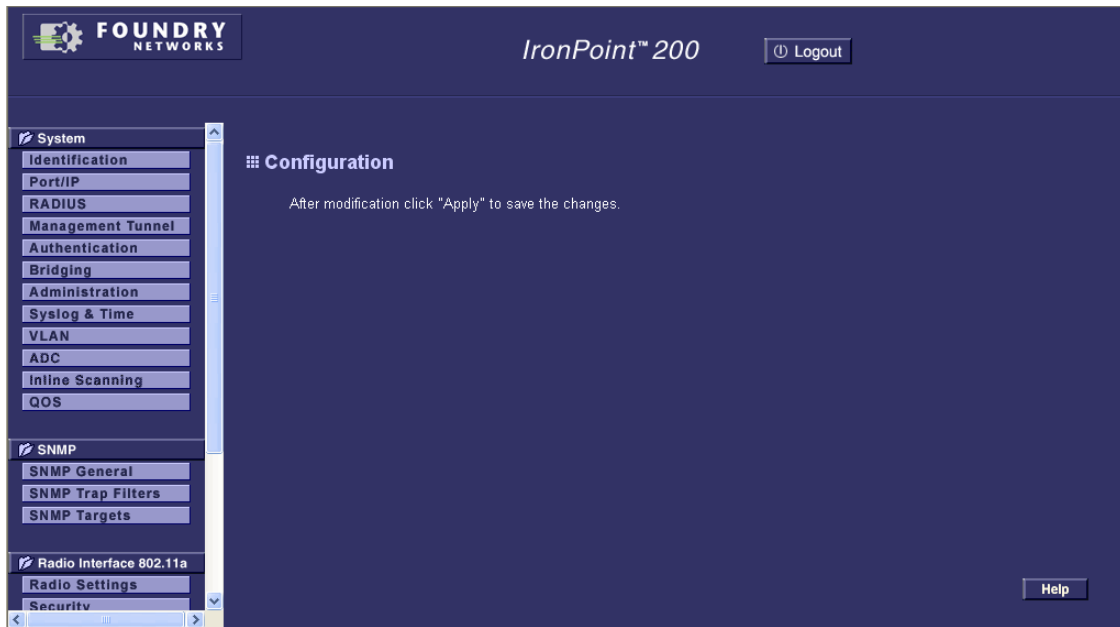 FOUNDRY
NETWORKS
IronPoint™ 200
Logout
System
Identification
Port/IP
RADIUS
Management Tunnel
Authentication
Bridging
Administration
Syslog & Time
VLAN
ADC
Inline Scanning
QOS
SNMP
SNMP General
SNMP Trap Filters
SNMP Targets
Radio Interface 802.11a
Radio Settings
Security
Configuration
After modification click "Apply" to save the changes.
Help